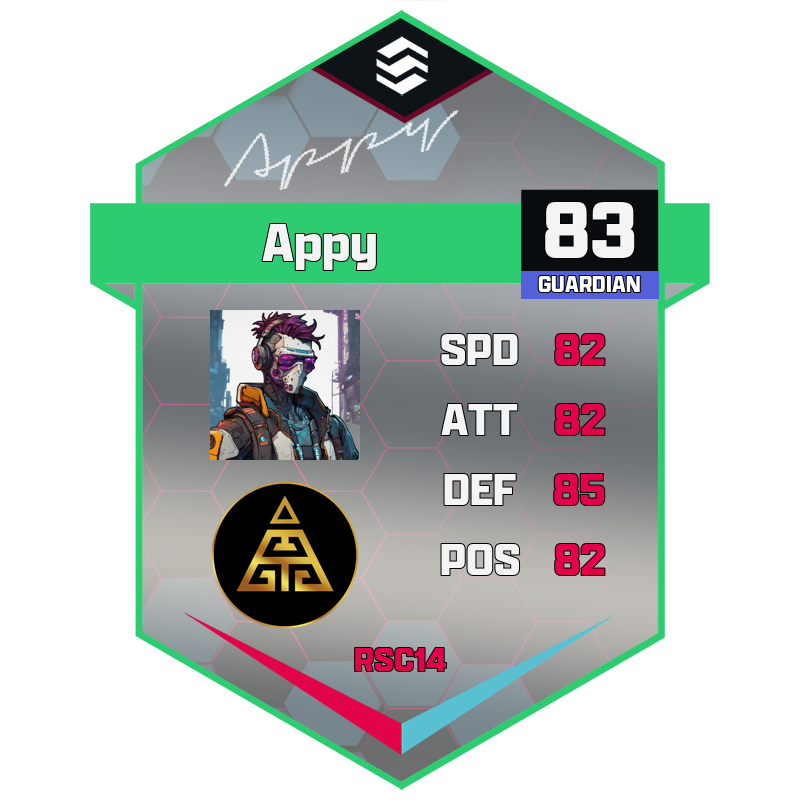 Appy
Appy
83
GUARDIAN
SPD 82
ATT 82
DEF 85
POS 82
RSC14